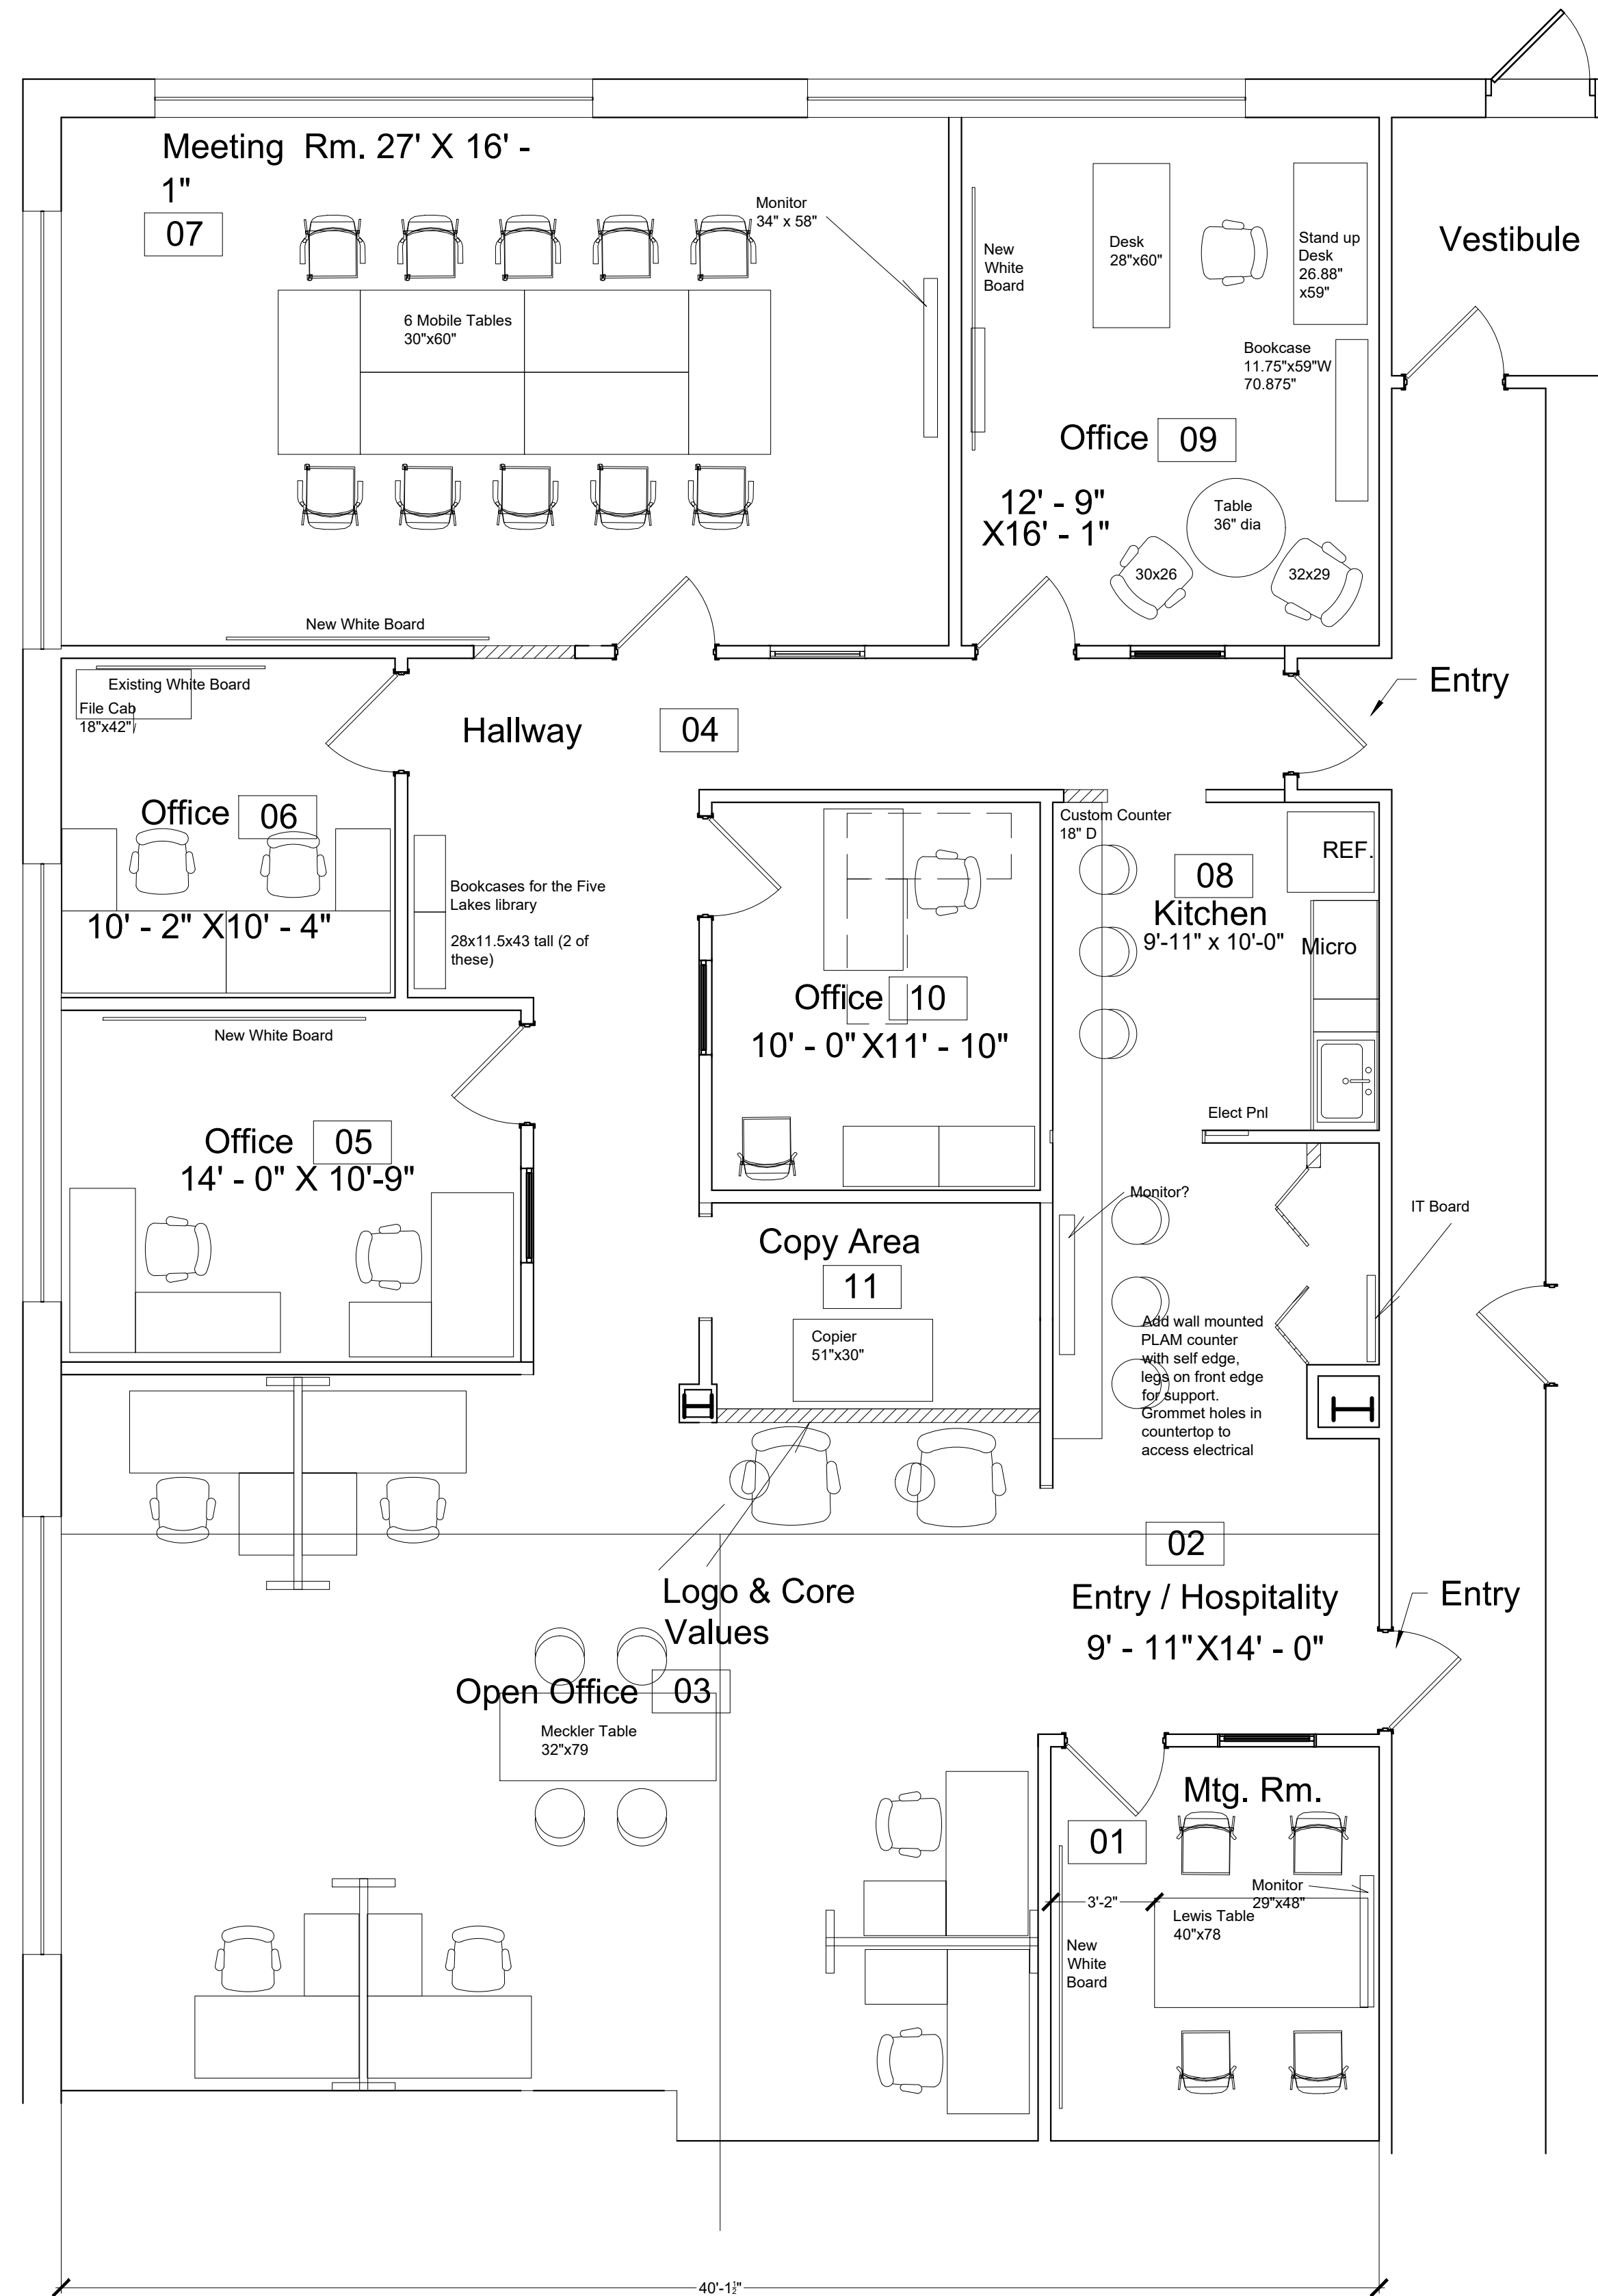 Meeting Rm. 27' X 16' -
1"
07
Monitor
34" x 58"
6 Mobile Tables
30"x60"
New White Board
New
White
Board
Desk
28"x60"
Stand up
Desk
26.88"
x59"
Bookcase
11.75"x59"W
70.875"
Office 09
12' - 9"
X16' - 1"
Table
36" dia
30x26
32x29
Vestibule
Entry
Existing White Board
File Cab
18"x42"
Hallway 04
Office 06
10' - 2" X10' - 4"
Bookcases for the Five
Lakes library
28x11.5x43 tall (2 of
these)
Custom Counter
18" D
REF.
08
Kitchen
9'-11" x 10'-0"
Micro
Office 10
10' - 0" X11' - 10"
New White Board
Office 05
14' - 0" X 10'-9"
Elect Pnl
Monitor?
IT Board
Copy Area
11
Copier
51"x30"
Add wall mounted
PLAM counter
with self edge,
legs on front edge
for support.
Grommet holes in
countertop to
access electrical
02
Entry / Hospitality
9' - 11"X14' - 0"
Entry
Logo & Core
Values
Open Office 03
Meckler Table
32"x79
Mtg. Rm.
01
3'-2"
Monitor
29"x48"
Lewis Table
40"x78
New
White
Board
40'-1½"